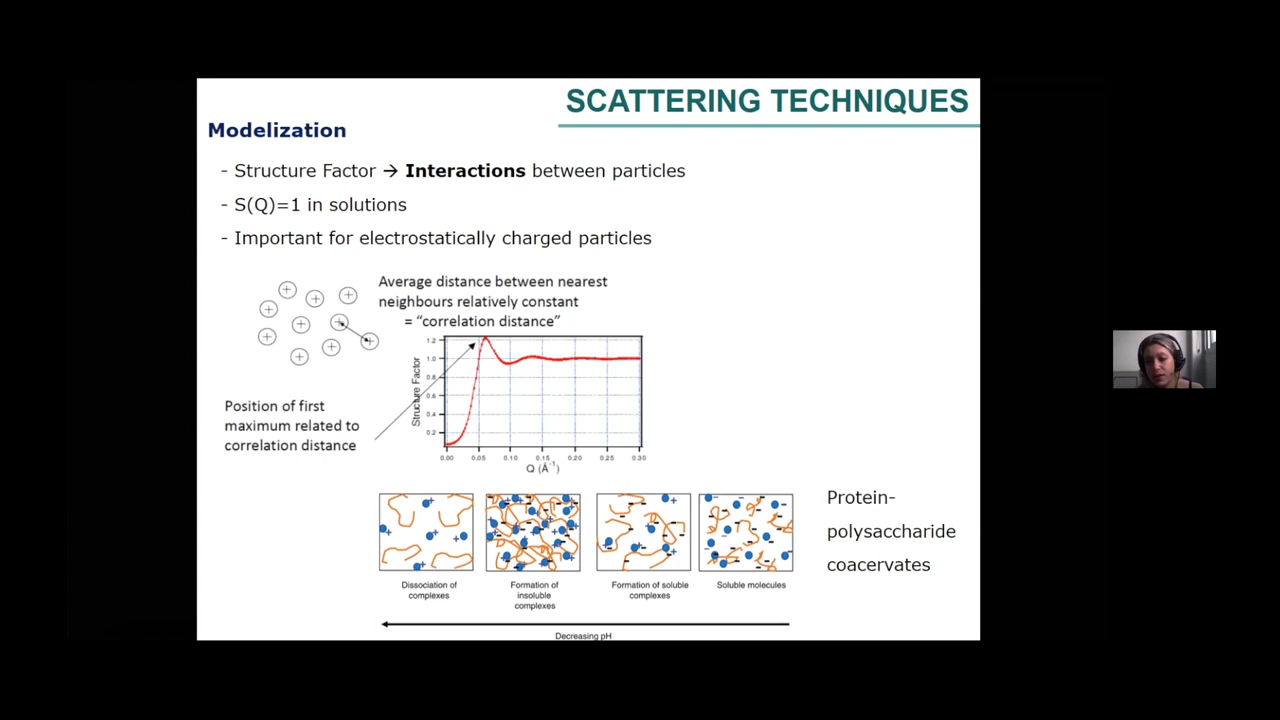 SCATTERING TECHNIQUES
Modelization
- Structure Factor → Interactions between particles
- S(Q)=1 in solutions
- Important for electrostatically charged particles
Average distance between nearest
neighbours relatively constant
= “correlation distance”
Position of first
maximum related to
correlation distance
Structure Factor
1.2
1.0
0.8
0.6
0.4
0.2
0.00 0.05 0.10 0.15 0.20 0.25 0.30
Q (Å⁻¹)
Protein-
polysaccharide
coacervates
Dissociation of
complexes
Formation of
insoluble
complexes
Formation of soluble
complexes
Soluble molecules
Decreasing pH